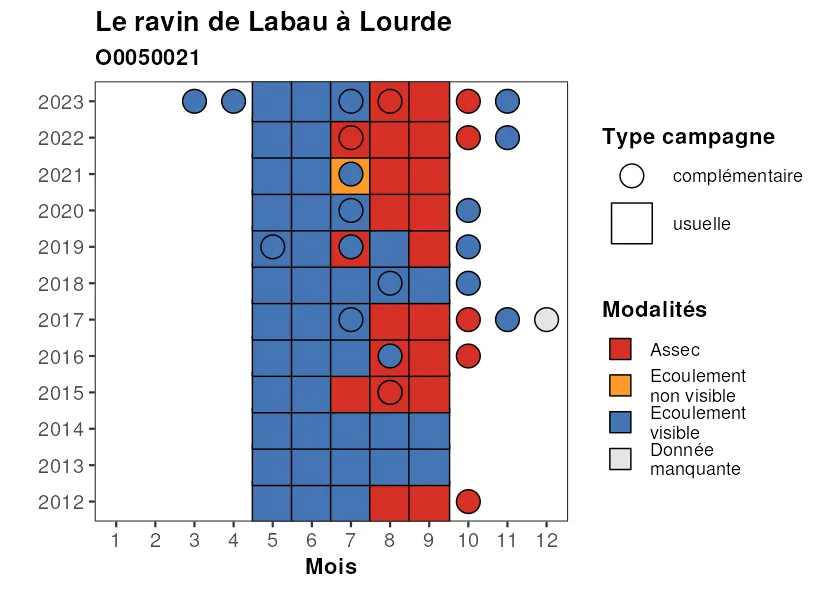 Le ravin de Labau à Lourde
O0050021
2023
2022
2021
2020
2019
2018
2017
2016
2015
2014
2013
2012
1 2 3 4 5 6 7 8 9 10 11 12
Mois
Type campagne
complémentaire
usuelle
Modalités
Assec
Ecoulement
non visible
Ecoulement
visible
Donnée
manquante